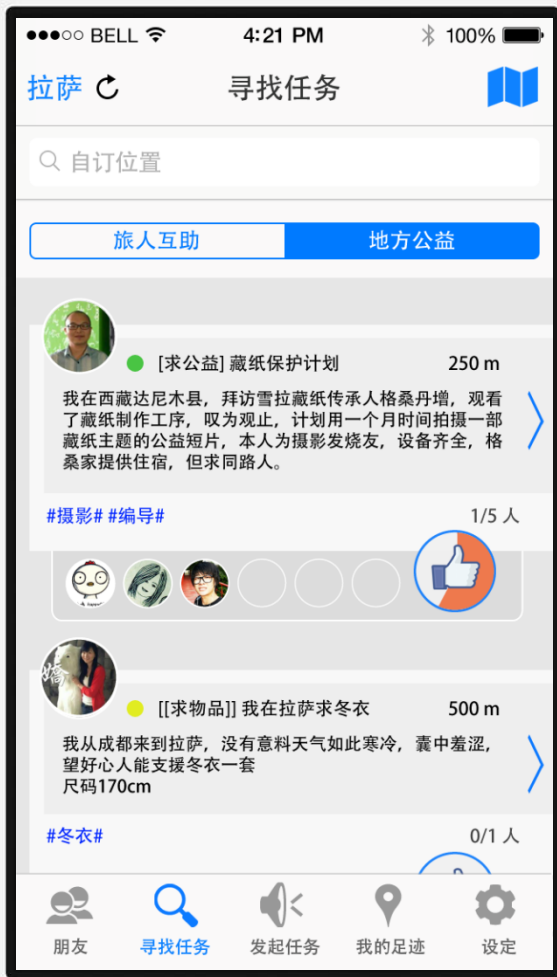 BELL 4:21 PM 100%
拉萨 寻找任务
自订位置
旅人互助 地方公益
[求公益] 藏纸保护计划 250 m
我在西藏达尼木县，拜访雪拉藏纸传承人格桑丹增，观看
了藏纸制作工序，叹为观止，计划用一个月时间拍摄一部
藏纸主题的公益短片，本人为摄影发烧友，设备齐全，格
桑家提供住宿，但求同路人。
#摄影# #编导# 1/5 人
[[求物品]] 我在拉萨求冬衣 500 m
我从成都来到拉萨，没有意料天气如此寒冷，囊中羞涩，
望好心人能支援冬衣一套
尺码170cm
#冬衣# 0/1 人
朋友 寻找任务 发起任务 我的足迹 设定